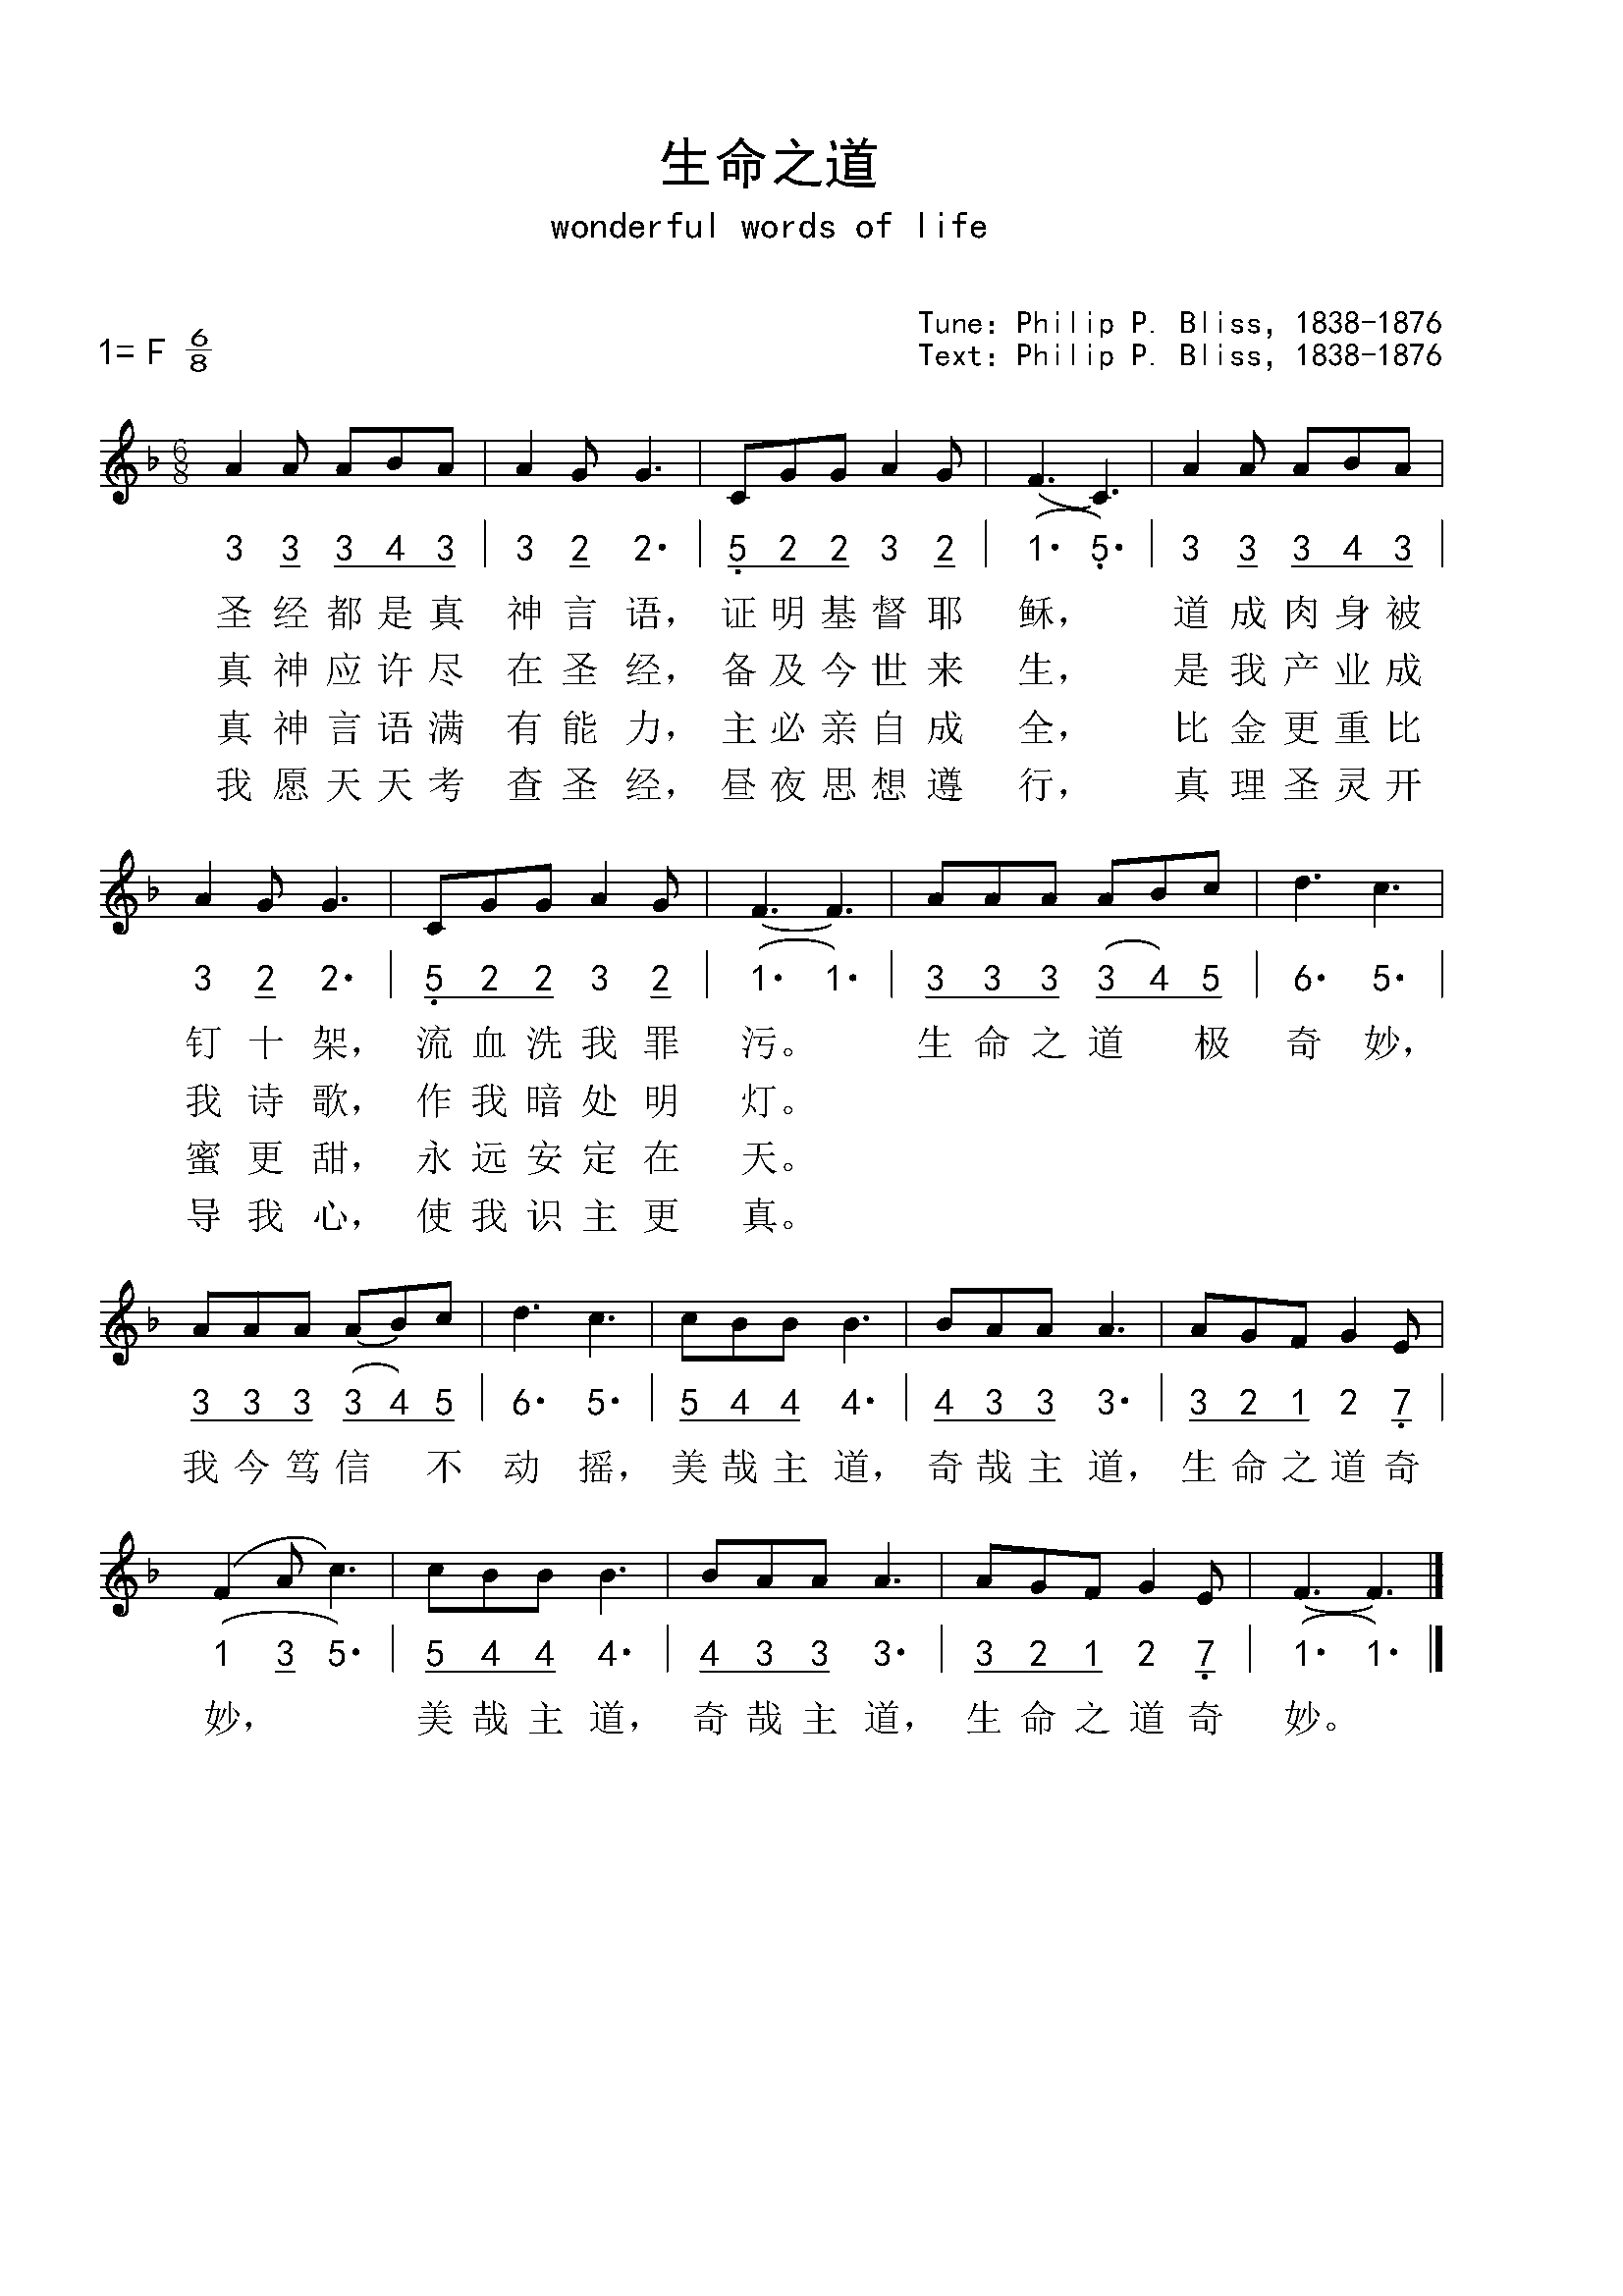 生命之道
wonderful words of life
Tune: Philip P. Bliss, 1838-1876
1= F 6/8
Text: Philip P. Bliss, 1838-1876
A A A B A A G G C G G A G F C A A A B A
3 3 3 4 3 | 3 2 2· | 5 2 2 3 2 | (1· 5·) | 3 3 3 4 3 |
圣经都是真 神言语, 证明基督耶 稣, 道成肉身被
真神应许尽 在圣经, 备及今世来 生, 是我产业成
真神言语满 有能力, 主必亲自成 全, 比金更重比
我愿天天考 查圣经, 昼夜思想遵 行, 真理圣灵开
A G G C G G A G F F A A A A B c d c
3 2 2· | 5 2 2 3 2 | (1· 1·) | 3 3 3 (3 4) 5 | 6· 5· |
钉十架, 流血洗我罪 污。 生命之道 极 奇妙,
我诗歌, 作我暗处明 灯。
蜜更甜, 永远安定在 天。
导我心, 使我识主更 真。
A A A A B c d c c B B B B A A A A G F G E
3 3 3 (3 4) 5 | 6· 5· | 5 4 4 4· | 4 3 3 3· | 3 2 1 2 7 |
我今笃信 不 动摇, 美哉主道, 奇哉主道, 生命之道奇
F A c c B B B B A A A A G F G E F F
(1 3 5·) | 5 4 4 4· | 4 3 3 3· | 3 2 1 2 7 | (1· 1·) |
妙, 美哉主道, 奇哉主道, 生命之道奇 妙。